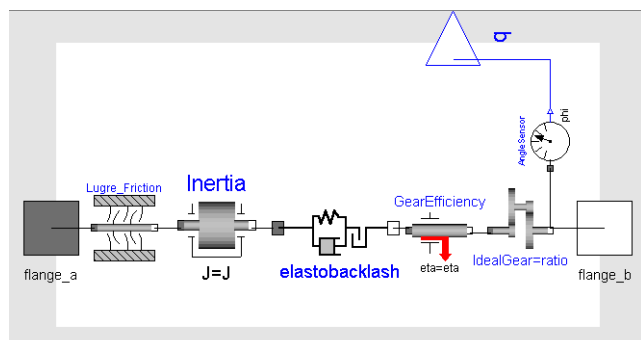 q
phi
AngleSensor
Lugre_Friction
Inertia
GearEfficiency
flange_a
J=J
elastobacklash
eta=eta
IdealGear=ratio
flange_b